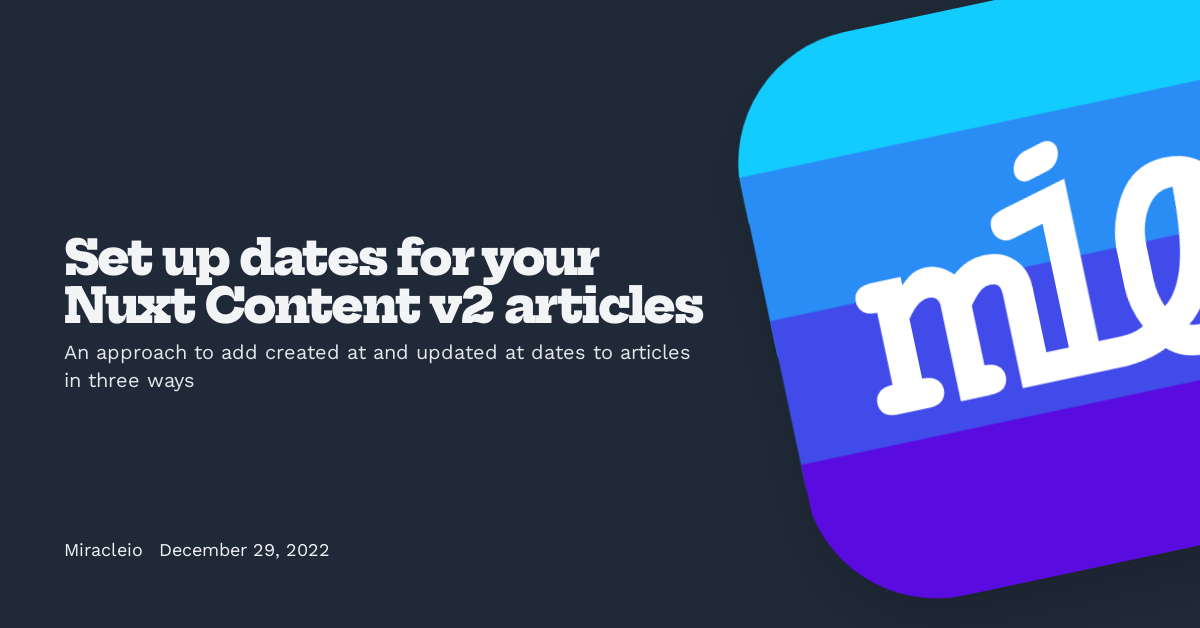 Set up dates for your
Nuxt Content v2 articles
An approach to add created at and updated at dates to articles
in three ways
Miracleio December 29, 2022